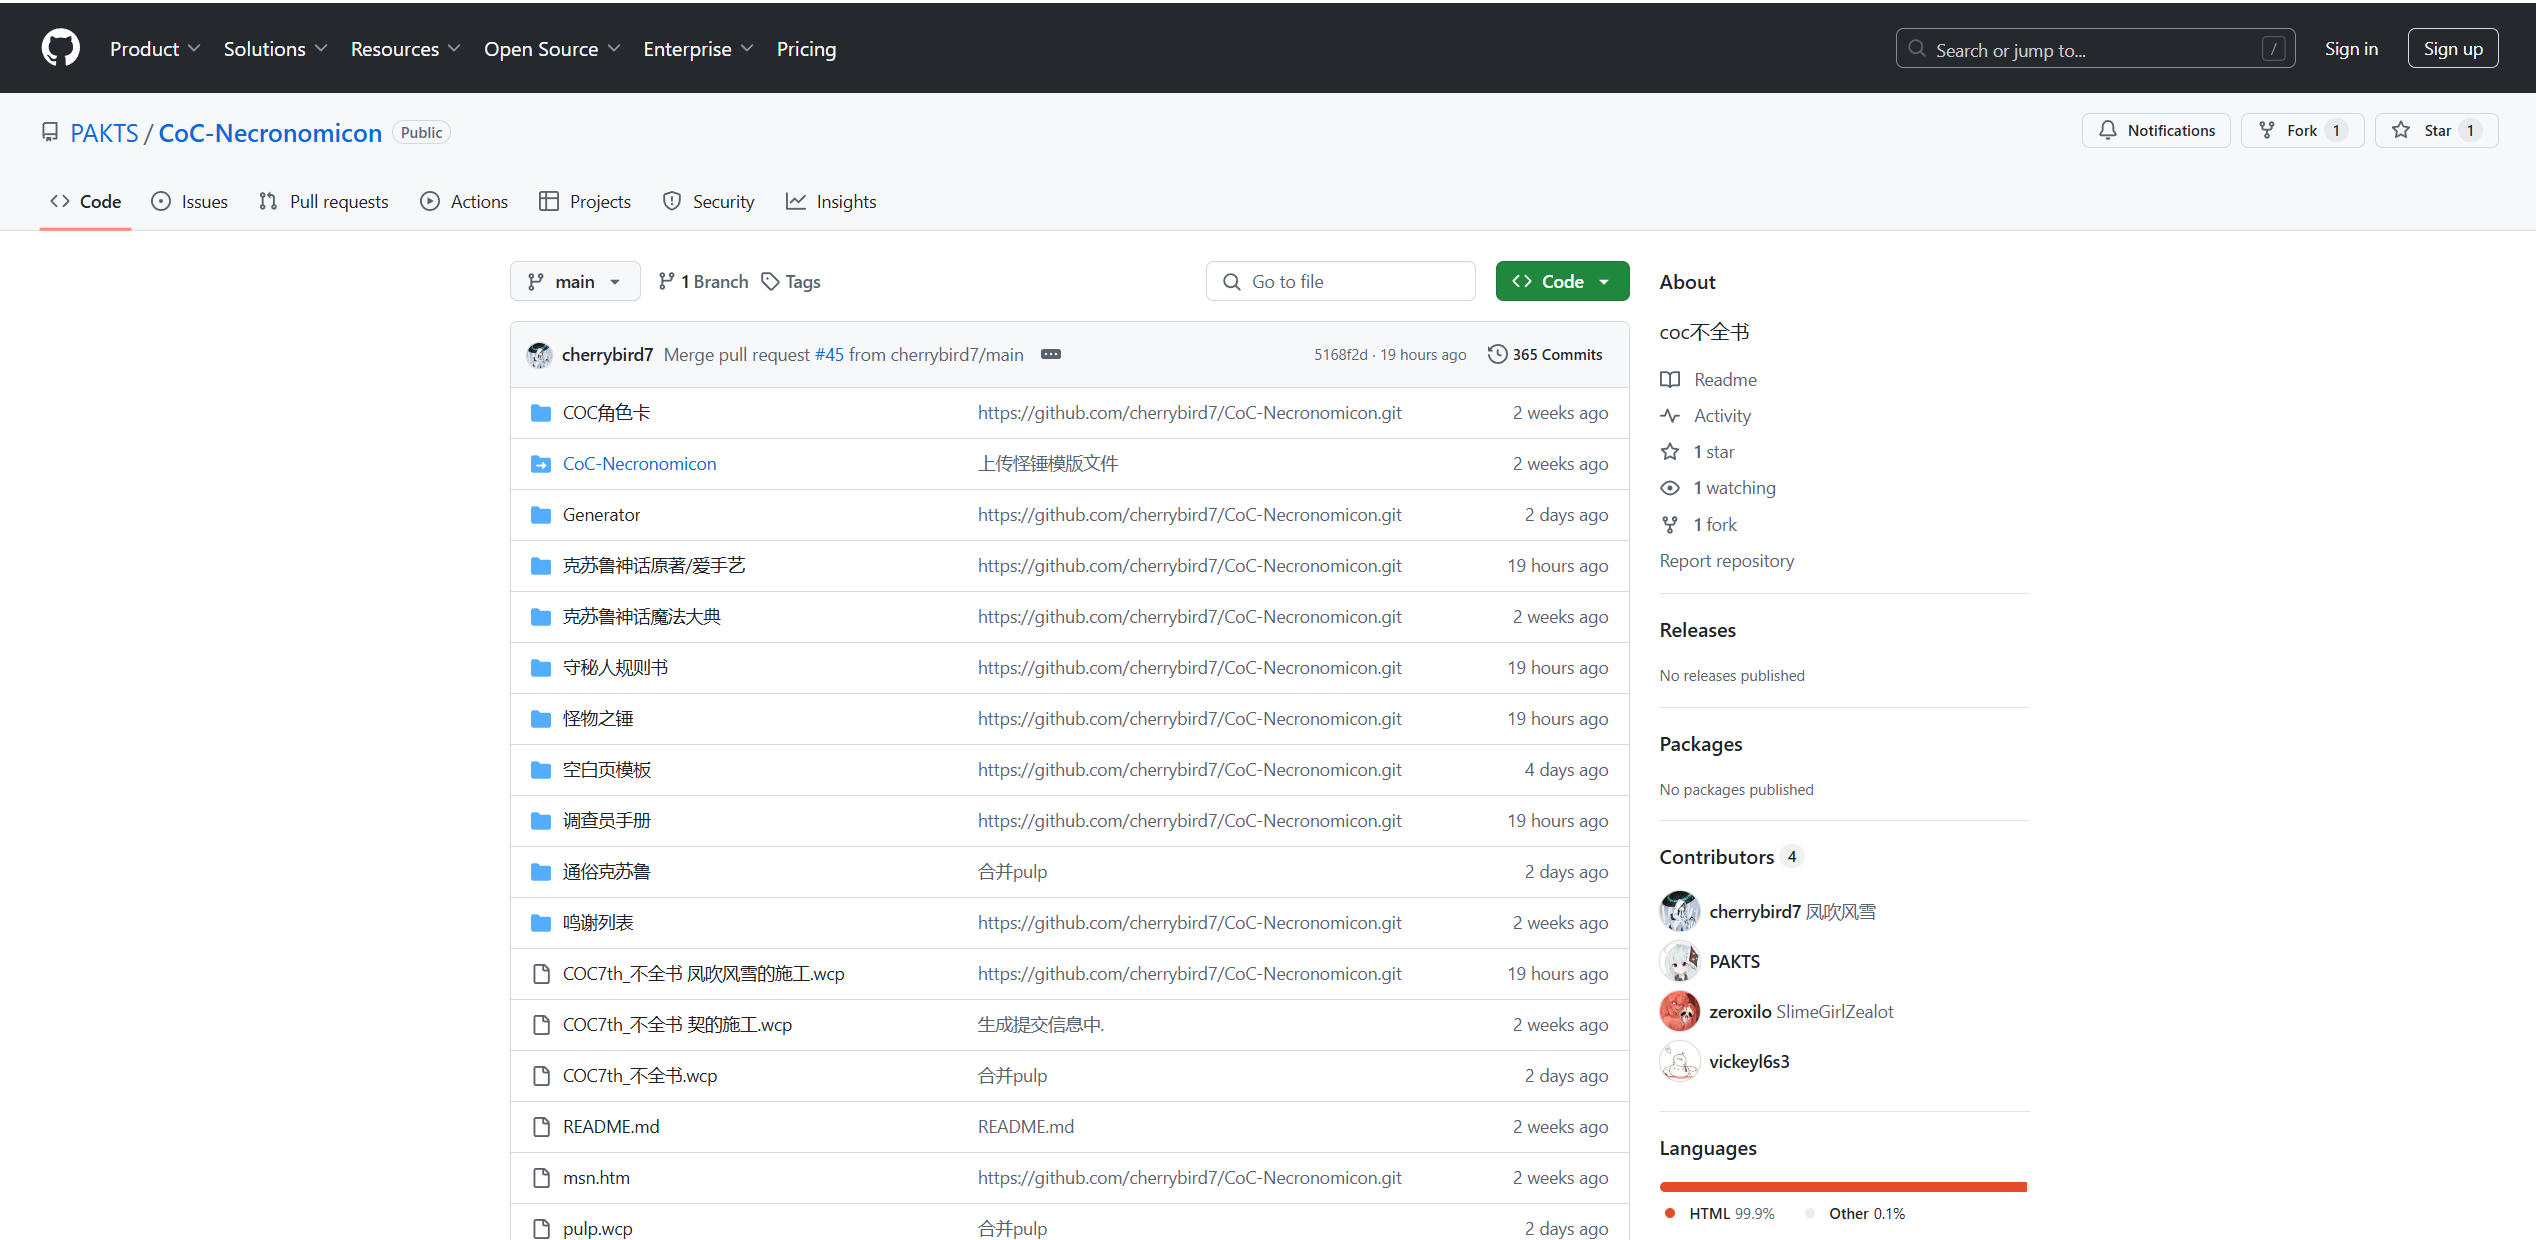 Product Solutions Resources Open Source Enterprise Pricing Search or jump to... / Sign in Sign up
PAKTS / CoC-Necronomicon Public Notifications Fork 1 Star 1
Code Issues Pull requests Actions Projects Security Insights
main 1 Branch Tags Go to file Code
cherrybird7 Merge pull request #45 from cherrybird7/main 5168f2d · 19 hours ago 365 Commits
COC角色卡 https://github.com/cherrybird7/CoC-Necronomicon.git 2 weeks ago
CoC-Necronomicon 上传怪锤模版文件 2 weeks ago
Generator https://github.com/cherrybird7/CoC-Necronomicon.git 2 days ago
克苏鲁神话原著/爱手艺 https://github.com/cherrybird7/CoC-Necronomicon.git 19 hours ago
克苏鲁神话魔法大典 https://github.com/cherrybird7/CoC-Necronomicon.git 2 weeks ago
守秘人规则书 https://github.com/cherrybird7/CoC-Necronomicon.git 19 hours ago
怪物之锤 https://github.com/cherrybird7/CoC-Necronomicon.git 19 hours ago
空白页模板 https://github.com/cherrybird7/CoC-Necronomicon.git 4 days ago
调查员手册 https://github.com/cherrybird7/CoC-Necronomicon.git 19 hours ago
通俗克苏鲁 合并pulp 2 days ago
鸣谢列表 https://github.com/cherrybird7/CoC-Necronomicon.git 2 weeks ago
COC7th_不全书 凤吹风雪的施工.wcp https://github.com/cherrybird7/CoC-Necronomicon.git 19 hours ago
COC7th_不全书 契的施工.wcp 生成提交信息中. 2 weeks ago
COC7th_不全书.wcp 合并pulp 2 days ago
README.md README.md 2 weeks ago
msn.htm https://github.com/cherrybird7/CoC-Necronomicon.git 2 weeks ago
pulp.wcp 合并pulp 2 days ago
About
coc不全书
Readme
Activity
1 star
1 watching
1 fork
Report repository
Releases
No releases published
Packages
No packages published
Contributors 4
cherrybird7 凤吹风雪
PAKTS
zeroxilo SlimeGirlZealot
vickeyl6s3
Languages
HTML 99.9% Other 0.1%